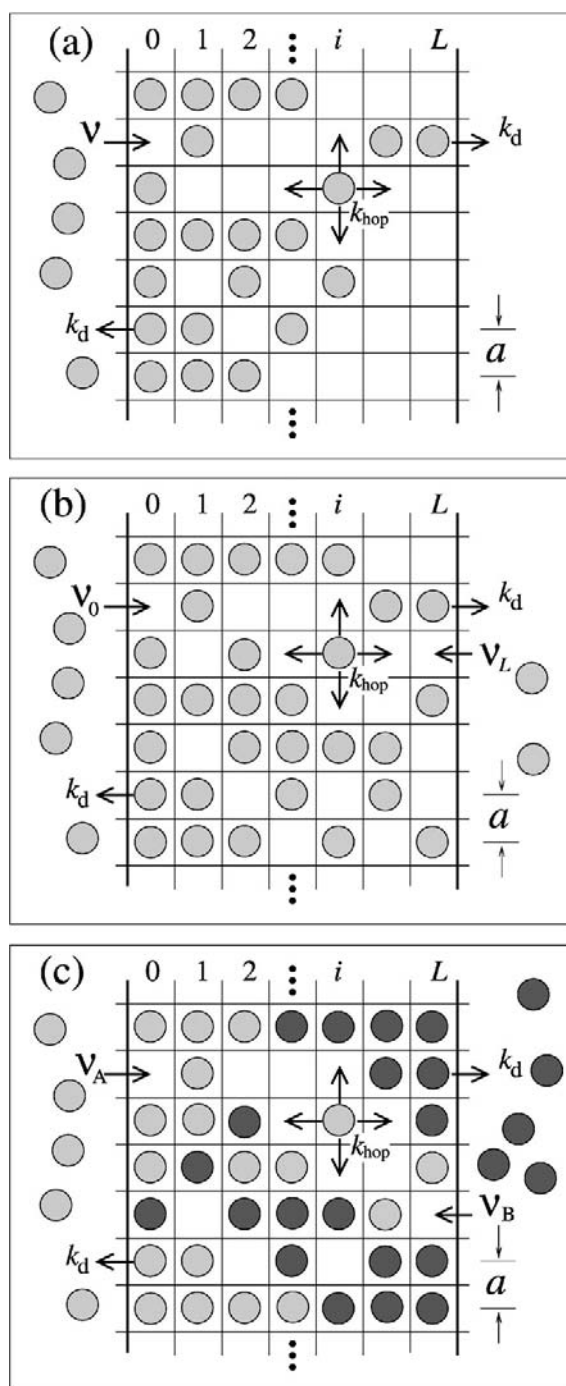 (a)
0 1 2 ⋮ i L
ν
k_d
k_hop
k_d
a
⋮
(b)
0 1 2 ⋮ i L
ν_0
k_d
k_hop
ν_L
k_d
a
⋮
(c)
0 1 2 ⋮ i L
ν_A
k_d
k_hop
ν_B
k_d
a
⋮